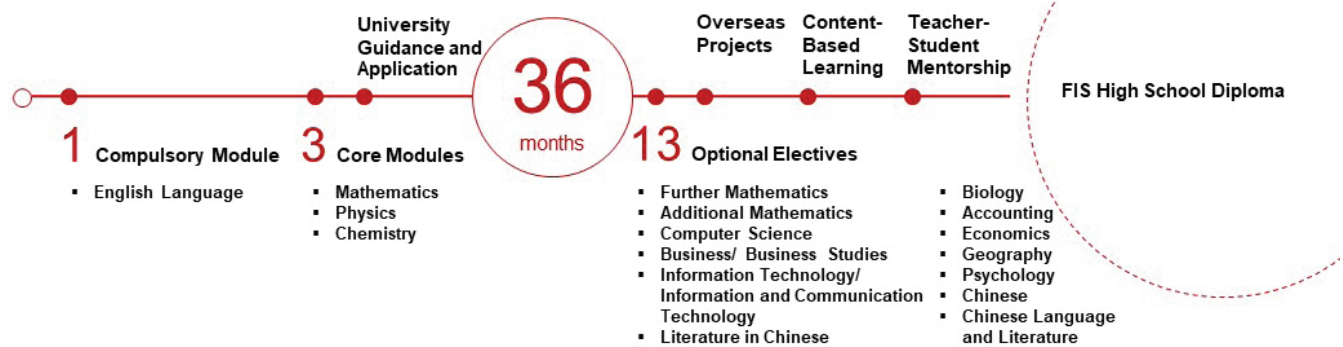 University
Guidance and
Application
36
months
Overseas
Projects
Content-
Based
Learning
Teacher-
Student
Mentorship
FIS High School Diploma
1 Compulsory Module
▪ English Language
3 Core Modules
▪ Mathematics
▪ Physics
▪ Chemistry
13 Optional Electives
▪ Further Mathematics
▪ Additional Mathematics
▪ Computer Science
▪ Business/ Business Studies
▪ Information Technology/
Information and Communication
Technology
▪ Literature in Chinese
▪ Biology
▪ Accounting
▪ Economics
▪ Geography
▪ Psychology
▪ Chinese
▪ Chinese Language
and Literature